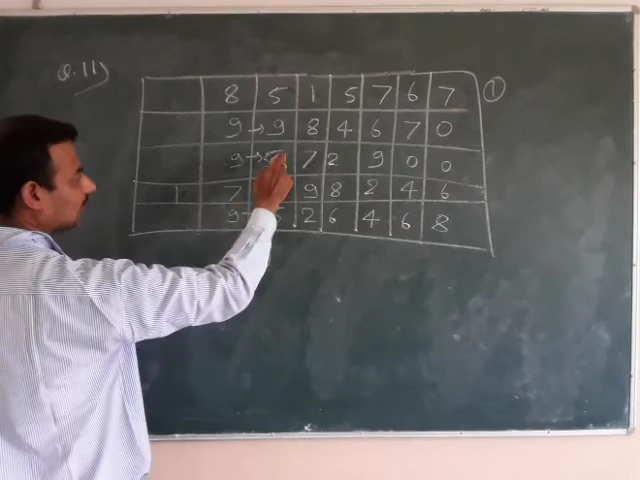 Q.11)
8 5 1 5 7 6 7 ①
9 → 9 8 4 6 7 0
9 → 5 7 2 9 0 0
1 7 9 8 2 4 6
9 2 6 4 6 8